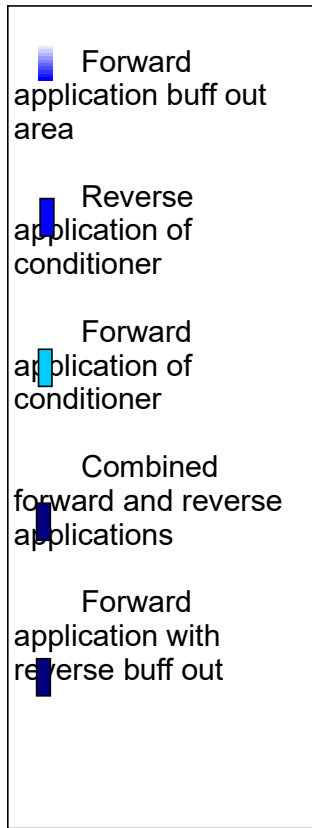 Forward
application buff out
area
Reverse
application of
conditioner
Forward
application of
conditioner
Combined
forward and reverse
applications
Forward
application with
reverse buff out